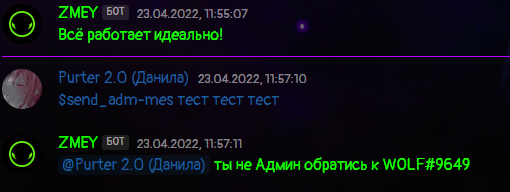 ZMEY БОТ 23.04.2022, 11:55:07
Всё работает идеально!
Purter 2.0 (Данила) 23.04.2022, 11:57:10
$send_adm-mes тест тест тест
ZMEY БОТ 23.04.2022, 11:57:11
@Purter 2.0 (Данила) ты не Админ обратись к WOLF#9649